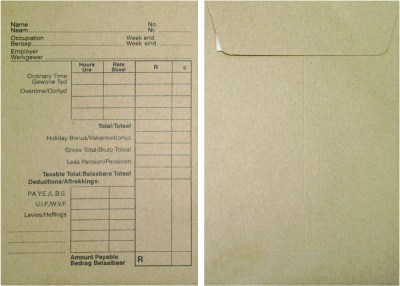 Name No.
Naam Nr.
Occupation Week end
Beroep Week eind
Employer
Werkgewer
Hours Rate R c
Ure Skaal
Ordinary Time
Gewone Tyd
Overtime/Oortyd
Total/Totaal
Holiday Bonus/Vakansiebonus
Gross Total/Bruto Totaal
Less Pension/Pensioen
Taxable Total/Belasbare Totaal
Deductions/Aftrekkings:
P.A.Y.E./L.B.S.
U.I.F./W.V.F.
Levies/Heffings
Amount Payable R
Bedrag Betaalbaar